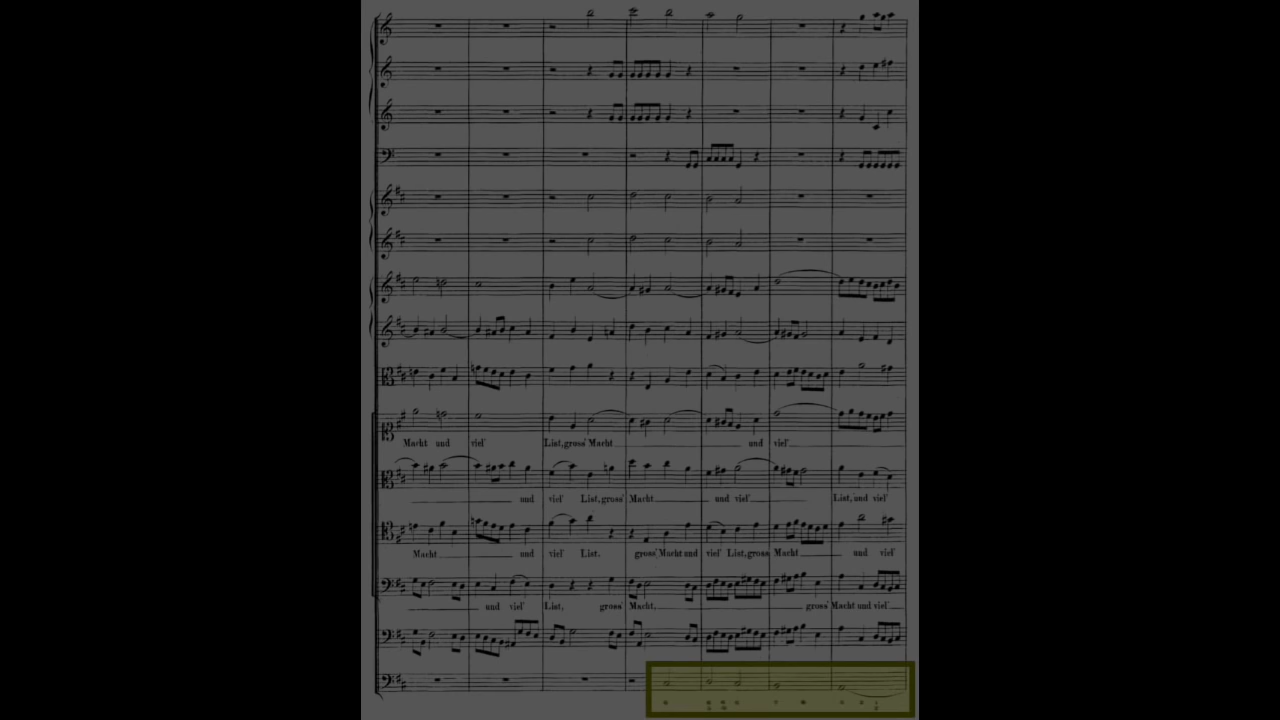 Macht und viel' List, gross' Macht und viel'
und viel' List, gross' Macht und viel' List, und viel'
Macht und viel' List. gross' Macht und viel' List, gross Macht und viel'
und viel' List, gross' Macht, gross' Macht und viel'